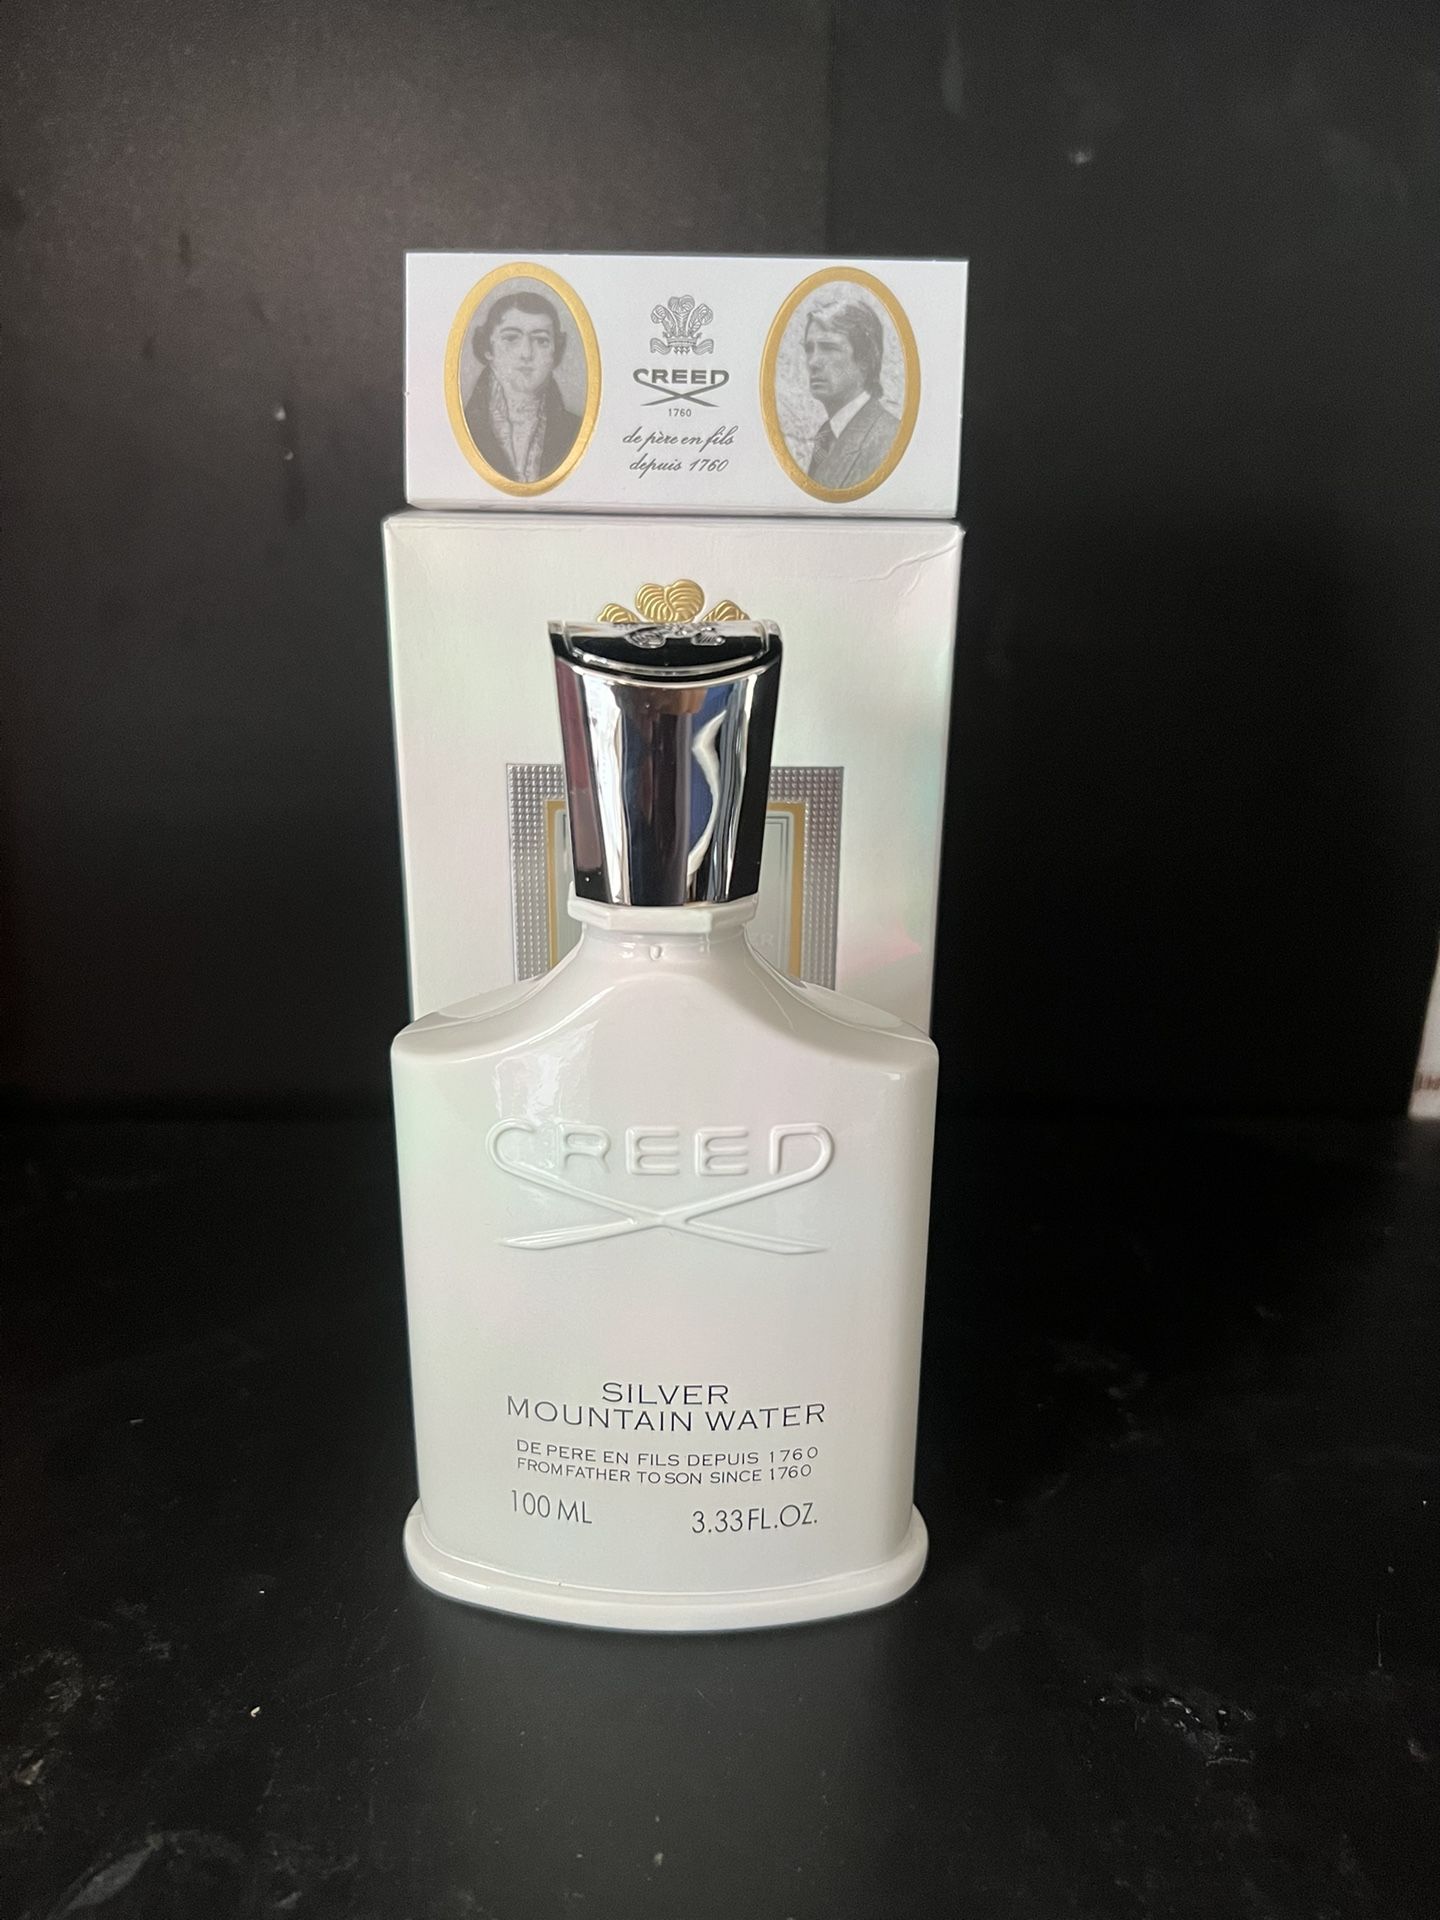 CREED
1760
de père en fils
depuis 1760
CREED
SILVER
MOUNTAIN WATER
DE PERE EN FILS DEPUIS 1760
FROM FATHER TO SON SINCE 1760
100 ML 3.33 FL.OZ.